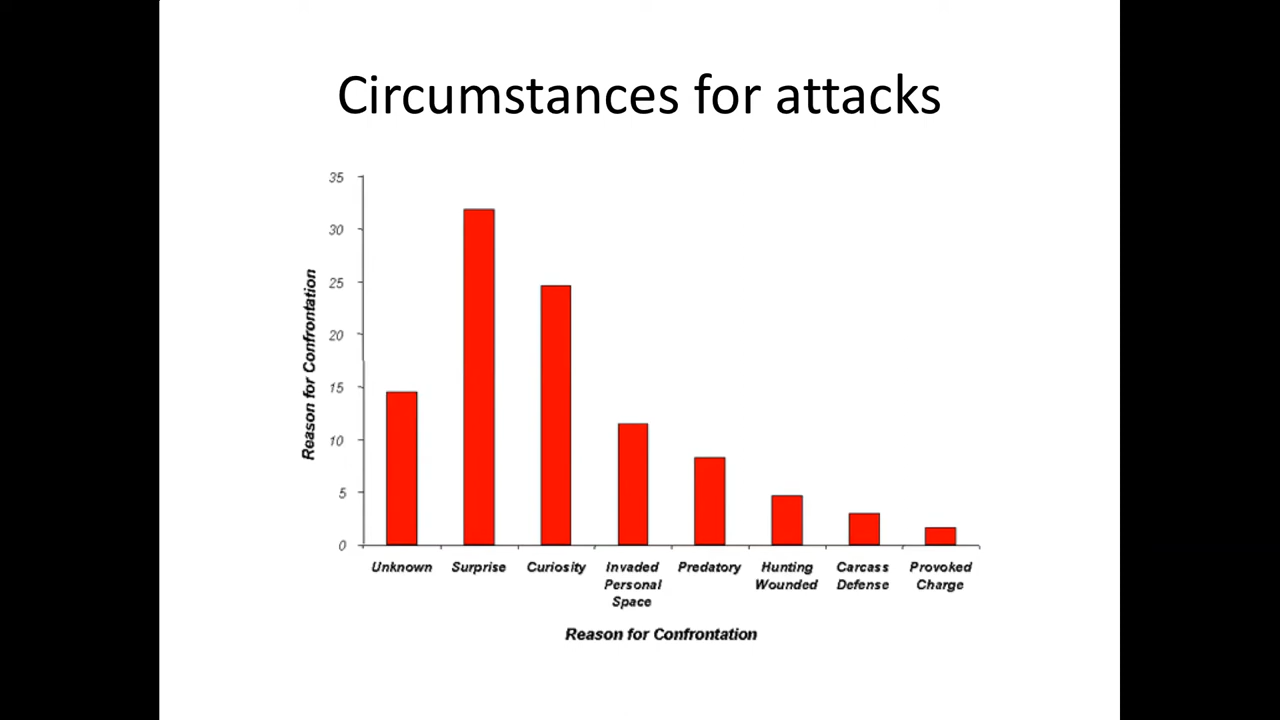 Circumstances for attacks
35
30
25
20
15
10
5
0
Reason for Confrontation
Unknown
Surprise
Curiosity
Invaded
Personal
Space
Predatory
Hunting
Wounded
Carcass
Defense
Provoked
Charge
Reason for Confrontation